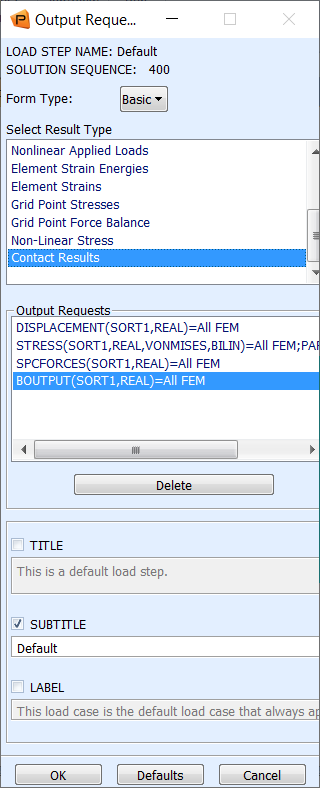 Output Reque...
LOAD STEP NAME: Default
SOLUTION SEQUENCE: 400
Form Type: Basic
Select Result Type
Nonlinear Applied Loads
Element Strain Energies
Element Strains
Grid Point Stresses
Grid Point Force Balance
Non-Linear Stress
Contact Results
Output Requests
DISPLACEMENT(SORT1,REAL)=All FEM
STRESS(SORT1,REAL,VONMISES,BILIN)=All FEM;PAR
SPCFORCES(SORT1,REAL)=All FEM
BOUTPUT(SORT1,REAL)=All FEM
Delete
TITLE
This is a default load step.
SUBTITLE
Default
LABEL
This load case is the default load case that always ap
OK Defaults Cancel